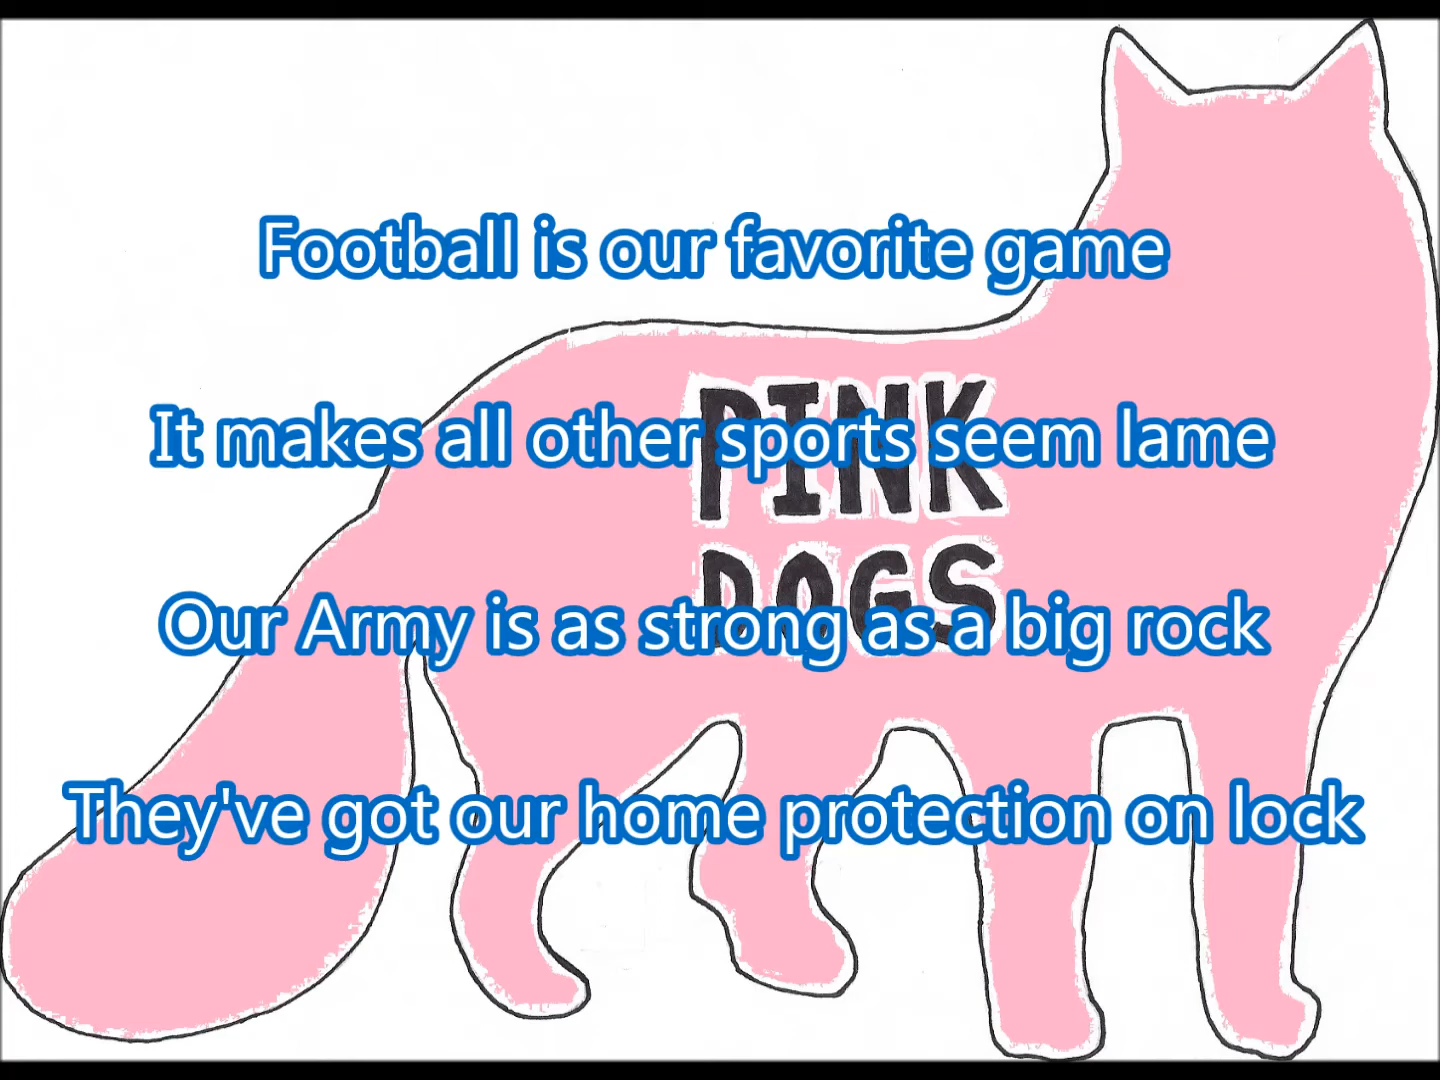 Football is our favorite game
PINK
It makes all other sports seem lame
DOGS
Our Army is as strong as a big rock
They've got our home protection on lock